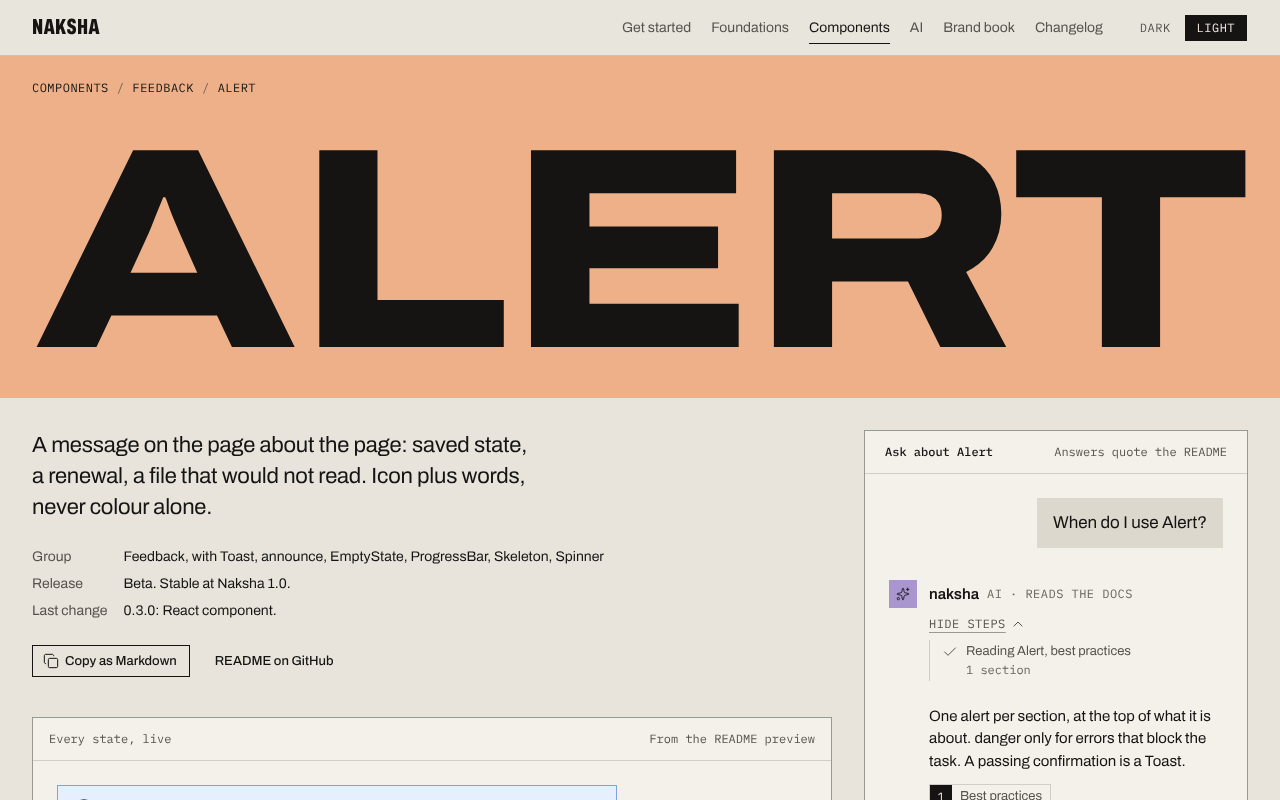 NAKSHA
Get started Foundations Components AI Brand book Changelog DARK LIGHT
COMPONENTS / FEEDBACK / ALERT
ALERT
A message on the page about the page: saved state,
a renewal, a file that would not read. Icon plus words,
never colour alone.
Group Feedback, with Toast, announce, EmptyState, ProgressBar, Skeleton, Spinner
Release Beta. Stable at Naksha 1.0.
Last change 0.3.0: React component.
Copy as Markdown README on GitHub
Every state, live From the README preview
Ask about Alert Answers quote the README
When do I use Alert?
naksha AI · READS THE DOCS
HIDE STEPS
Reading Alert, best practices
1 section
One alert per section, at the top of what it is
about. danger only for errors that block the
task. A passing confirmation is a Toast.
1 Best practices